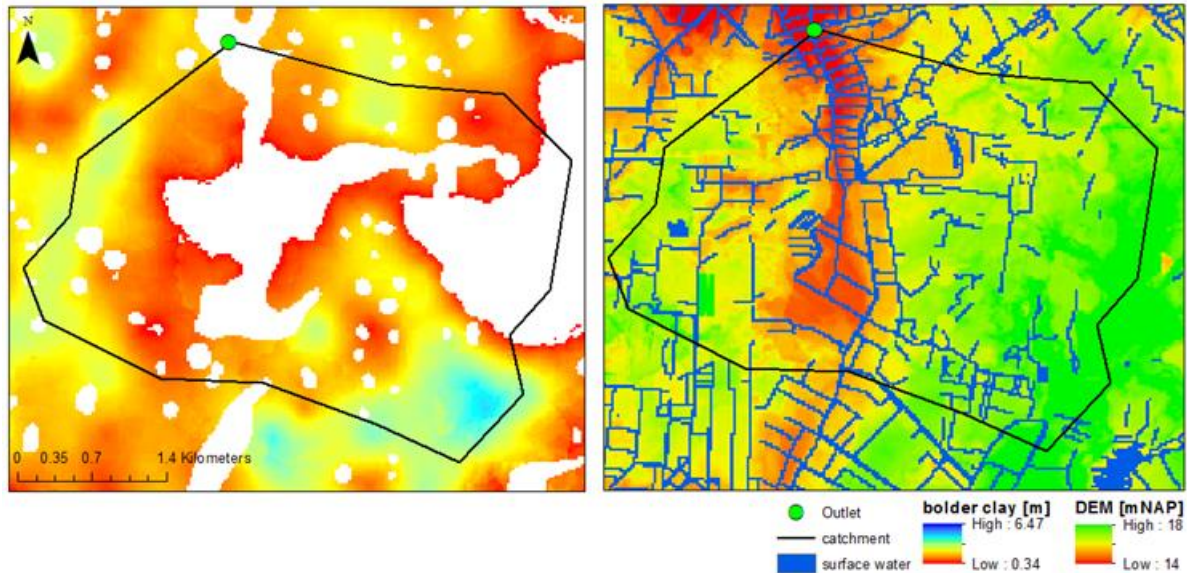 N
0 0.35 0.7 1.4 Kilometers
Outlet
catchment
surface water
bolder clay [m]
High : 6.47
Low : 0.34
DEM [mNAP]
High : 18
Low : 14